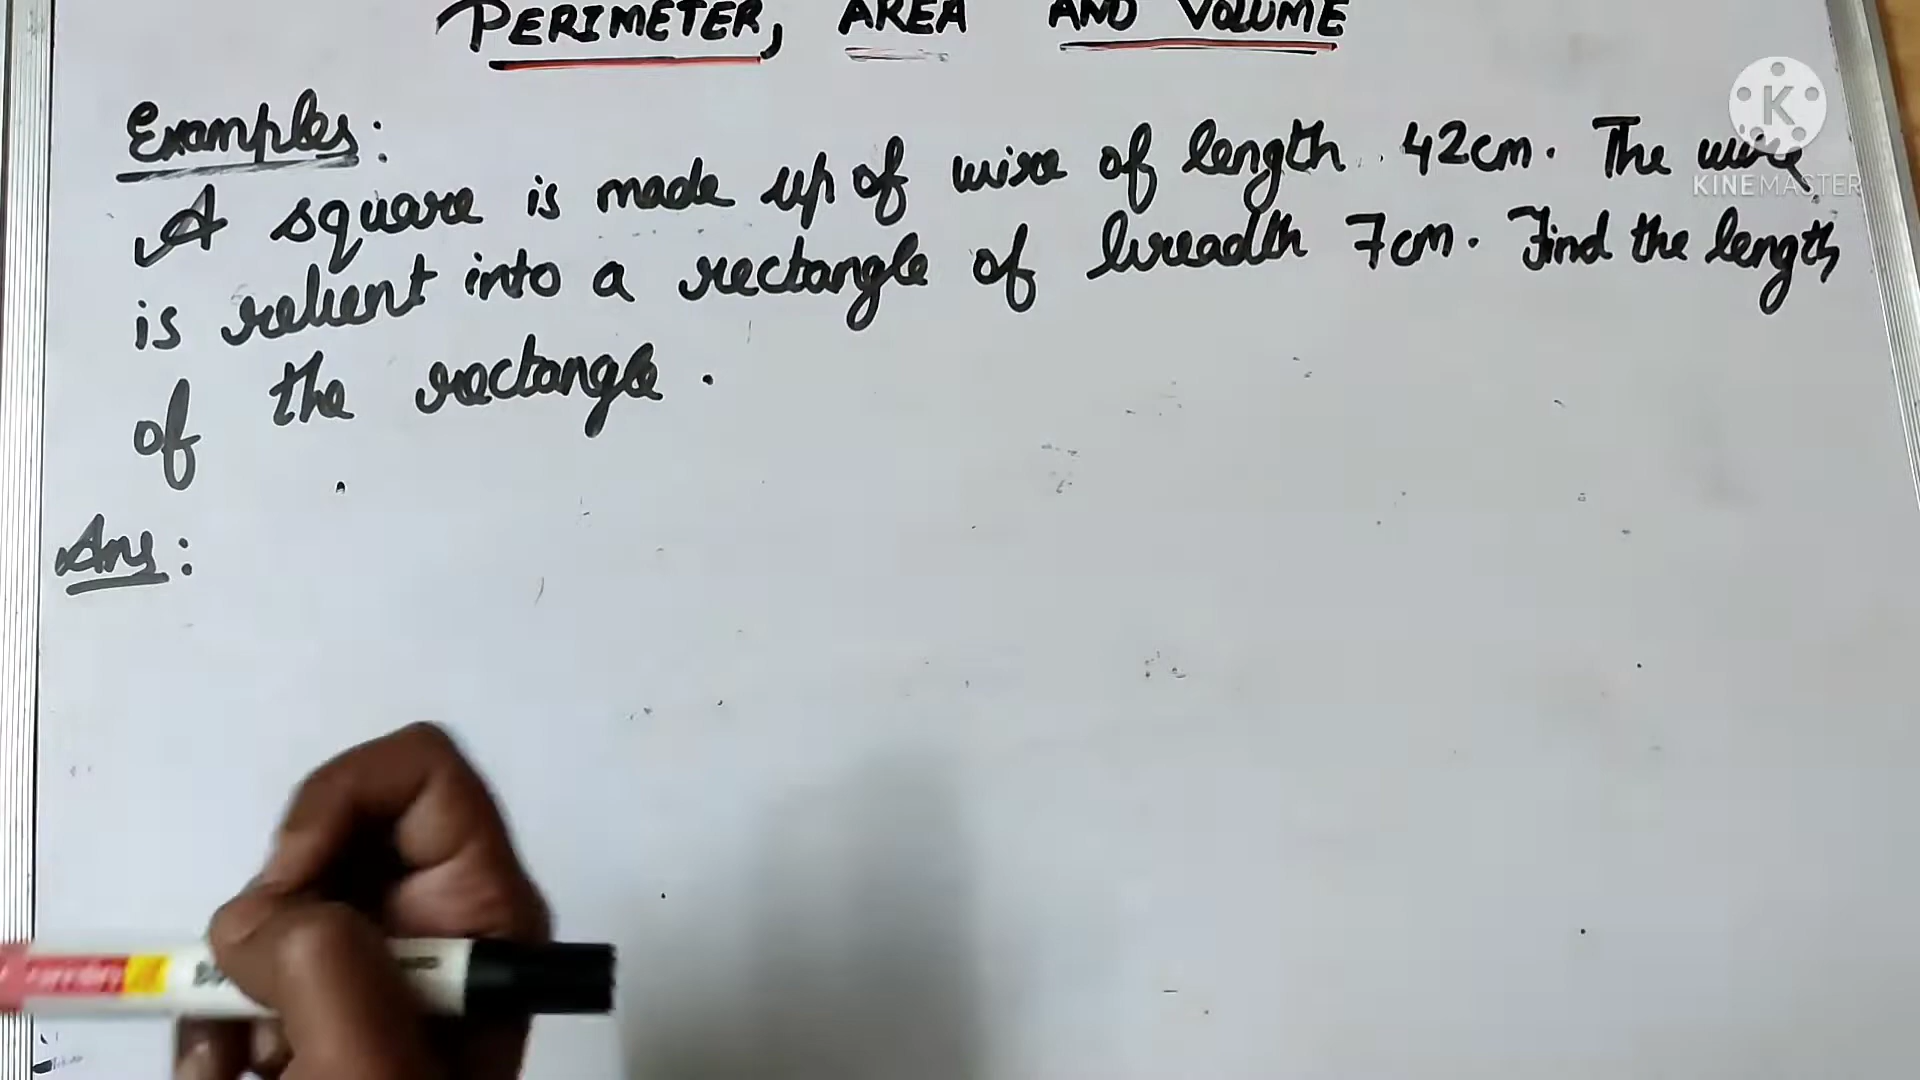 PERIMETER, AREA AND VOLUME
Examples:
A square is made up of wire of length 42cm. The wire
is rebent into a rectangle of breadth 7cm. Find the length
of the rectangle.
Ans:
K
KINEMASTER